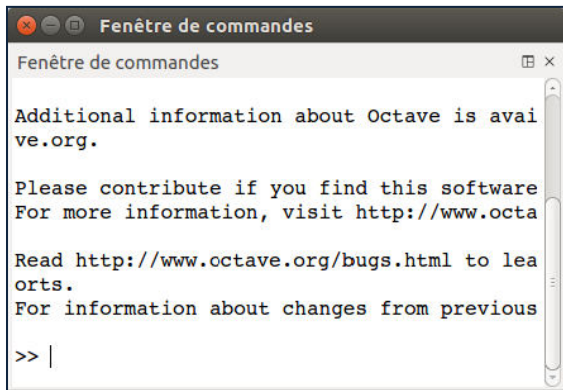 Fenêtre de commandes
Fenêtre de commandes
Additional information about Octave is avai
ve.org.
Please contribute if you find this software
For more information, visit http://www.octa
Read http://www.octave.org/bugs.html to lea
orts.
For information about changes from previous
>>